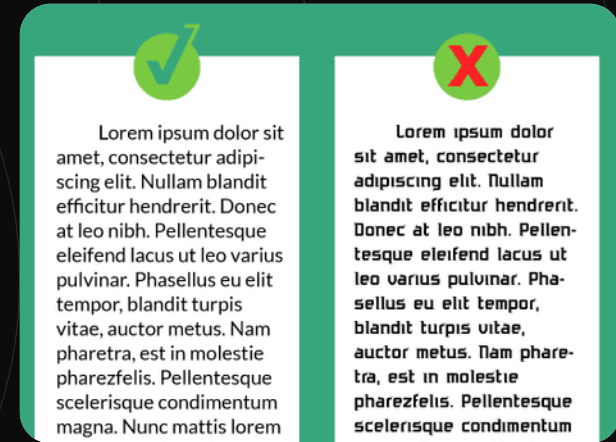 Lorem ipsum dolor sit
amet, consectetur adipi-
scing elit. Nullam blandit
efficitur hendrerit. Donec
at leo nibh. Pellentesque
eleifend lacus ut leo varius
pulvinar. Phasellus eu elit
tempor, blandit turpis
vitae, auctor metus. Nam
pharetra, est in molestie
pharezfelis. Pellentesque
scelerisque condimentum
magna. Nunc mattis lorem
X
Lorem ipsum dolor
sit amet, consectetur
adipiscing elit. Nullam
blandit efficitur hendrerit.
Donec at leo nibh. Pellen-
tesque eleifend lacus ut
leo varius pulvinar. Pha-
sellus eu elit tempor,
blandit turpis vitae,
auctor metus. Nam phare-
tra, est in molestie
pharezfelis. Pellentesque
scelerisque condimentum